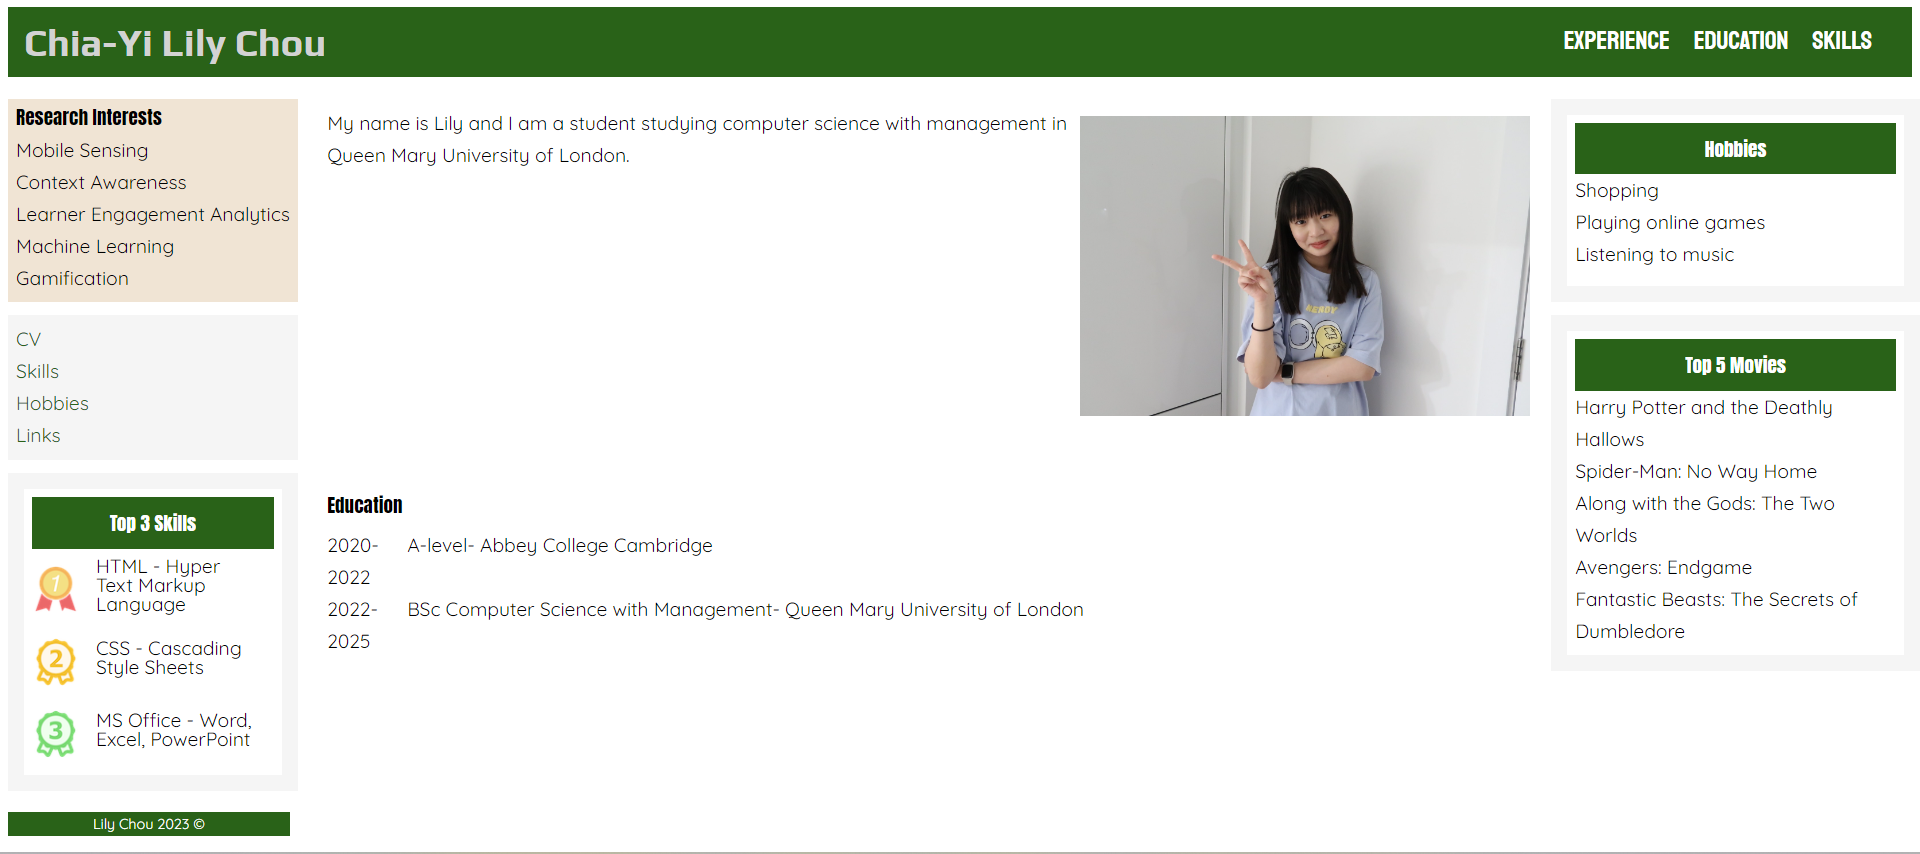 Chia-Yi Lily Chou
EXPERIENCE EDUCATION SKILLS
Research Interests
Mobile Sensing
Context Awareness
Learner Engagement Analytics
Machine Learning
Gamification
CV
Skills
Hobbies
Links
Top 3 Skills
1
HTML - Hyper
Text Markup
Language
2
CSS - Cascading
Style Sheets
3
MS Office - Word,
Excel, PowerPoint
Lily Chou 2023 ©
My name is Lily and I am a student studying computer science with management in
Queen Mary University of London.
READY
Education
2020- A-level- Abbey College Cambridge
2022
2022- BSc Computer Science with Management- Queen Mary University of London
2025
Hobbies
Shopping
Playing online games
Listening to music
Top 5 Movies
Harry Potter and the Deathly
Hallows
Spider-Man: No Way Home
Along with the Gods: The Two
Worlds
Avengers: Endgame
Fantastic Beasts: The Secrets of
Dumbledore